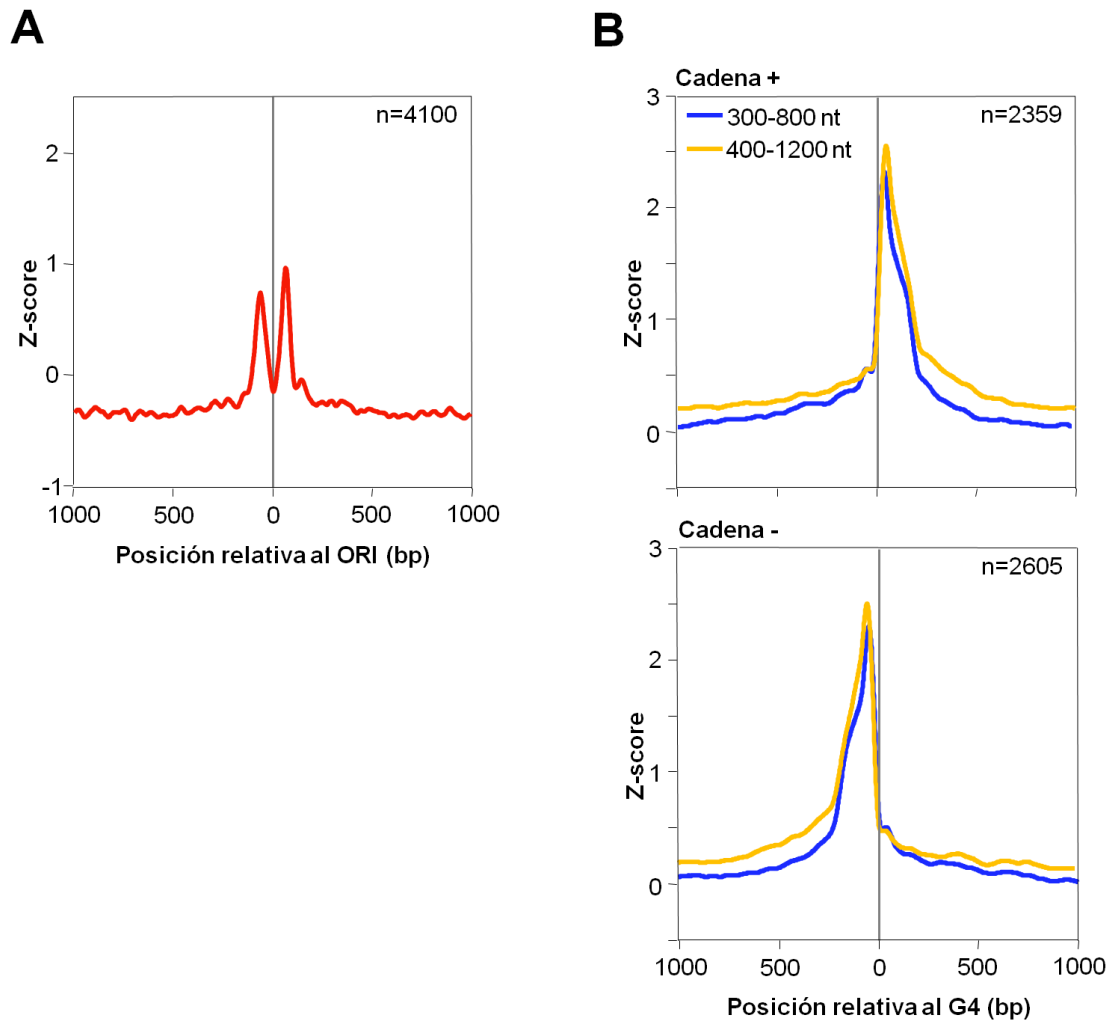 A
n=4100
2
1
0
-1
Z-score
1000 500 0 500 1000
Posición relativa al ORI (bp)
B
Cadena +
300-800 nt
400-1200 nt
n=2359
3
2
1
0
Z-score
Cadena -
n=2605
3
2
1
0
Z-score
1000 500 0 500 1000
Posición relativa al G4 (bp)